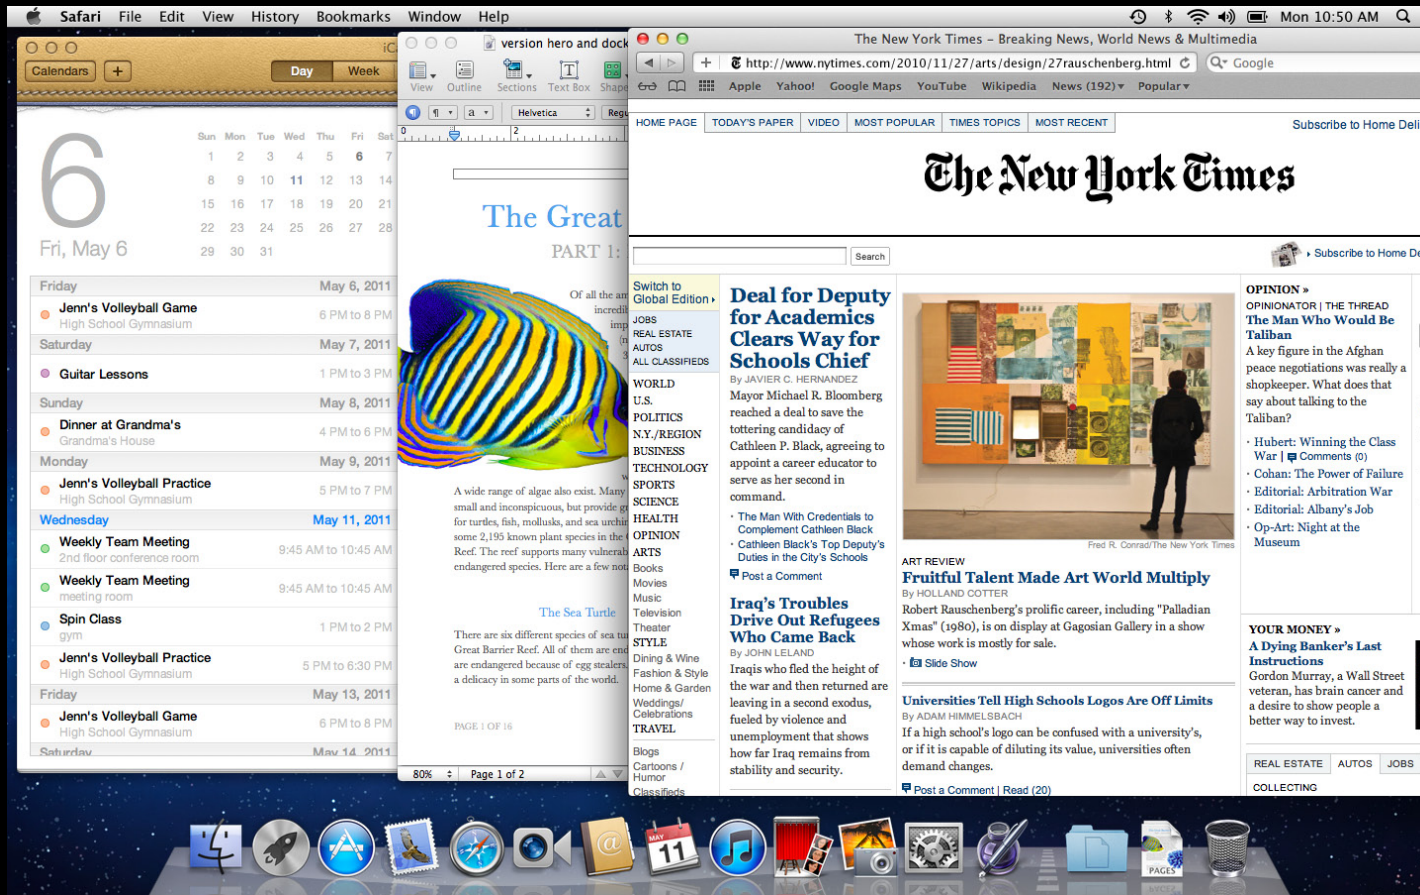 Safari File Edit View History Bookmarks Window Help
Mon 10:50 AM
Calendars +
Day Week
6
Fri, May 6
Sun Mon Tue Wed Thu Fri Sat
1 2 3 4 5 6 7
8 9 10 11 12 13 14
15 16 17 18 19 20 21
22 23 24 25 26 27 28
29 30 31
Friday May 6, 2011
Jenn's Volleyball Game
6 PM to 8 PM
High School Gymnasium
Saturday May 7, 2011
Guitar Lessons 1 PM to 3 PM
Sunday May 8, 2011
Dinner at Grandma's
4 PM to 6 PM
Grandma's House
Monday May 9, 2011
Jenn's Volleyball Practice
5 PM to 7 PM
High School Gymnasium
Wednesday May 11, 2011
Weekly Team Meeting
9:45 AM to 10:45 AM
2nd floor conference room
Weekly Team Meeting
9:45 AM to 10:45 AM
meeting room
Spin Class
1 PM to 2 PM
gym
Jenn's Volleyball Practice
5 PM to 6:30 PM
High School Gymnasium
Friday May 13, 2011
Jenn's Volleyball Game
6 PM to 8 PM
High School Gymnasium
Saturday May 14, 2011
version hero and dock
View Outline Sections Text Box Shape
a Helvetica Regu
0 2
The Great
PART 1:
Of all the am
incredib
imp
(n
3
A wide range of algae also exist. Many
small and inconspicuous, but provide gr
for turtles, fish, mollusks, and sea urchin
some 2,195 known plant species in the
Reef. The reef supports many vulnerab
endangered species. Here are a few nota
The Sea Turtle
There are six different species of sea tur
Great Barrier Reef. All of them are end
are endangered because of egg stealers.
a delicacy in some parts of the world.
PAGE 1 OF 16
80% Page 1 of 2
The New York Times – Breaking News, World News & Multimedia
http://www.nytimes.com/2010/11/27/arts/design/27rauschenberg.html
Google
Apple Yahoo! Google Maps YouTube Wikipedia News (192) Popular
HOME PAGE TODAY'S PAPER VIDEO MOST POPULAR TIMES TOPICS MOST RECENT
Subscribe to Home Deli
The New York Times
Search
Subscribe to Home De
Switch to
Global Edition
JOBS
REAL ESTATE
AUTOS
ALL CLASSIFIEDS
WORLD
U.S.
POLITICS
N.Y./REGION
BUSINESS
TECHNOLOGY
SPORTS
SCIENCE
HEALTH
OPINION
ARTS
Books
Movies
Music
Television
Theater
STYLE
Dining & Wine
Fashion & Style
Home & Garden
Weddings/
Celebrations
TRAVEL
Blogs
Cartoons /
Humor
Classifieds
Deal for Deputy
for Academics
Clears Way for
Schools Chief
By JAVIER C. HERNANDEZ
Mayor Michael R. Bloomberg
reached a deal to save the
tottering candidacy of
Cathleen P. Black, agreeing to
appoint a career educator to
serve as her second in
command.
· The Man With Credentials to
Complement Cathleen Black
· Cathleen Black's Top Deputy's
Duties in the City's Schools
Post a Comment
Iraq's Troubles
Drive Out Refugees
Who Came Back
By JOHN LELAND
Iraqis who fled the height of
the war and then returned are
leaving in a second exodus,
fueled by violence and
unemployment that shows
how far Iraq remains from
stability and security.
Fred R. Conrad/The New York Times
ART REVIEW
Fruitful Talent Made Art World Multiply
By HOLLAND COTTER
Robert Rauschenberg's prolific career, including "Palladian
Xmas" (1980), is on display at Gagosian Gallery in a show
whose work is mostly for sale.
· Slide Show
Universities Tell High Schools Logos Are Off Limits
By ADAM HIMMELSBACH
If a high school's logo can be confused with a university's,
or if it is capable of diluting its value, universities often
demand changes.
Post a Comment | Read (20)
OPINION »
OPINIONATOR | THE THREAD
The Man Who Would Be
Taliban
A key figure in the Afghan
peace negotiations was really a
shopkeeper. What does that
say about talking to the
Taliban?
· Hubert: Winning the Class
War | Comments (0)
· Cohan: The Power of Failure
· Editorial: Arbitration War
· Editorial: Albany's Job
· Op-Art: Night at the
Museum
YOUR MONEY »
A Dying Banker's Last
Instructions
Gordon Murray, a Wall Street
veteran, has brain cancer and
a desire to show people a
better way to invest.
REAL ESTATE AUTOS JOBS
COLLECTING
MAY
11
PAGES